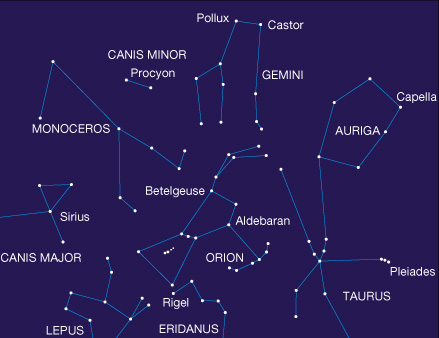 Pollux
Castor
CANIS MINOR
Procyon
GEMINI
Capella
MONOCEROS
AURIGA
Betelgeuse
Sirius
Aldebaran
CANIS MAJOR
ORION
Pleiades
Rigel
TAURUS
LEPUS
ERIDANUS